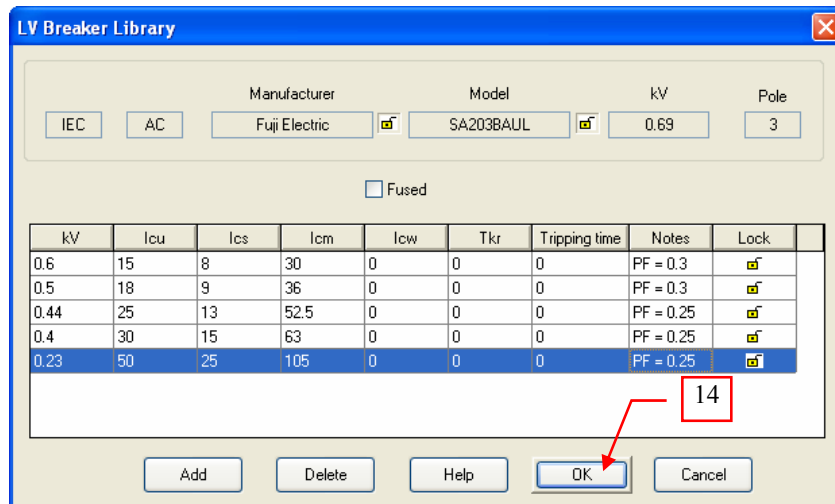 LV Breaker Library
Manufacturer Model kV Pole
IEC AC Fuji Electric SA203BAUL 0.69 3
Fused
kV Icu Ics Icm Icw Tkr Tripping time Notes Lock
0.6 15 8 30 0 0 0 PF = 0.3
0.5 18 9 36 0 0 0 PF = 0.3
0.44 25 13 52.5 0 0 0 PF = 0.25
0.4 30 15 63 0 0 0 PF = 0.25
0.23 50 25 105 0 0 0 PF = 0.25
14
Add Delete Help OK Cancel